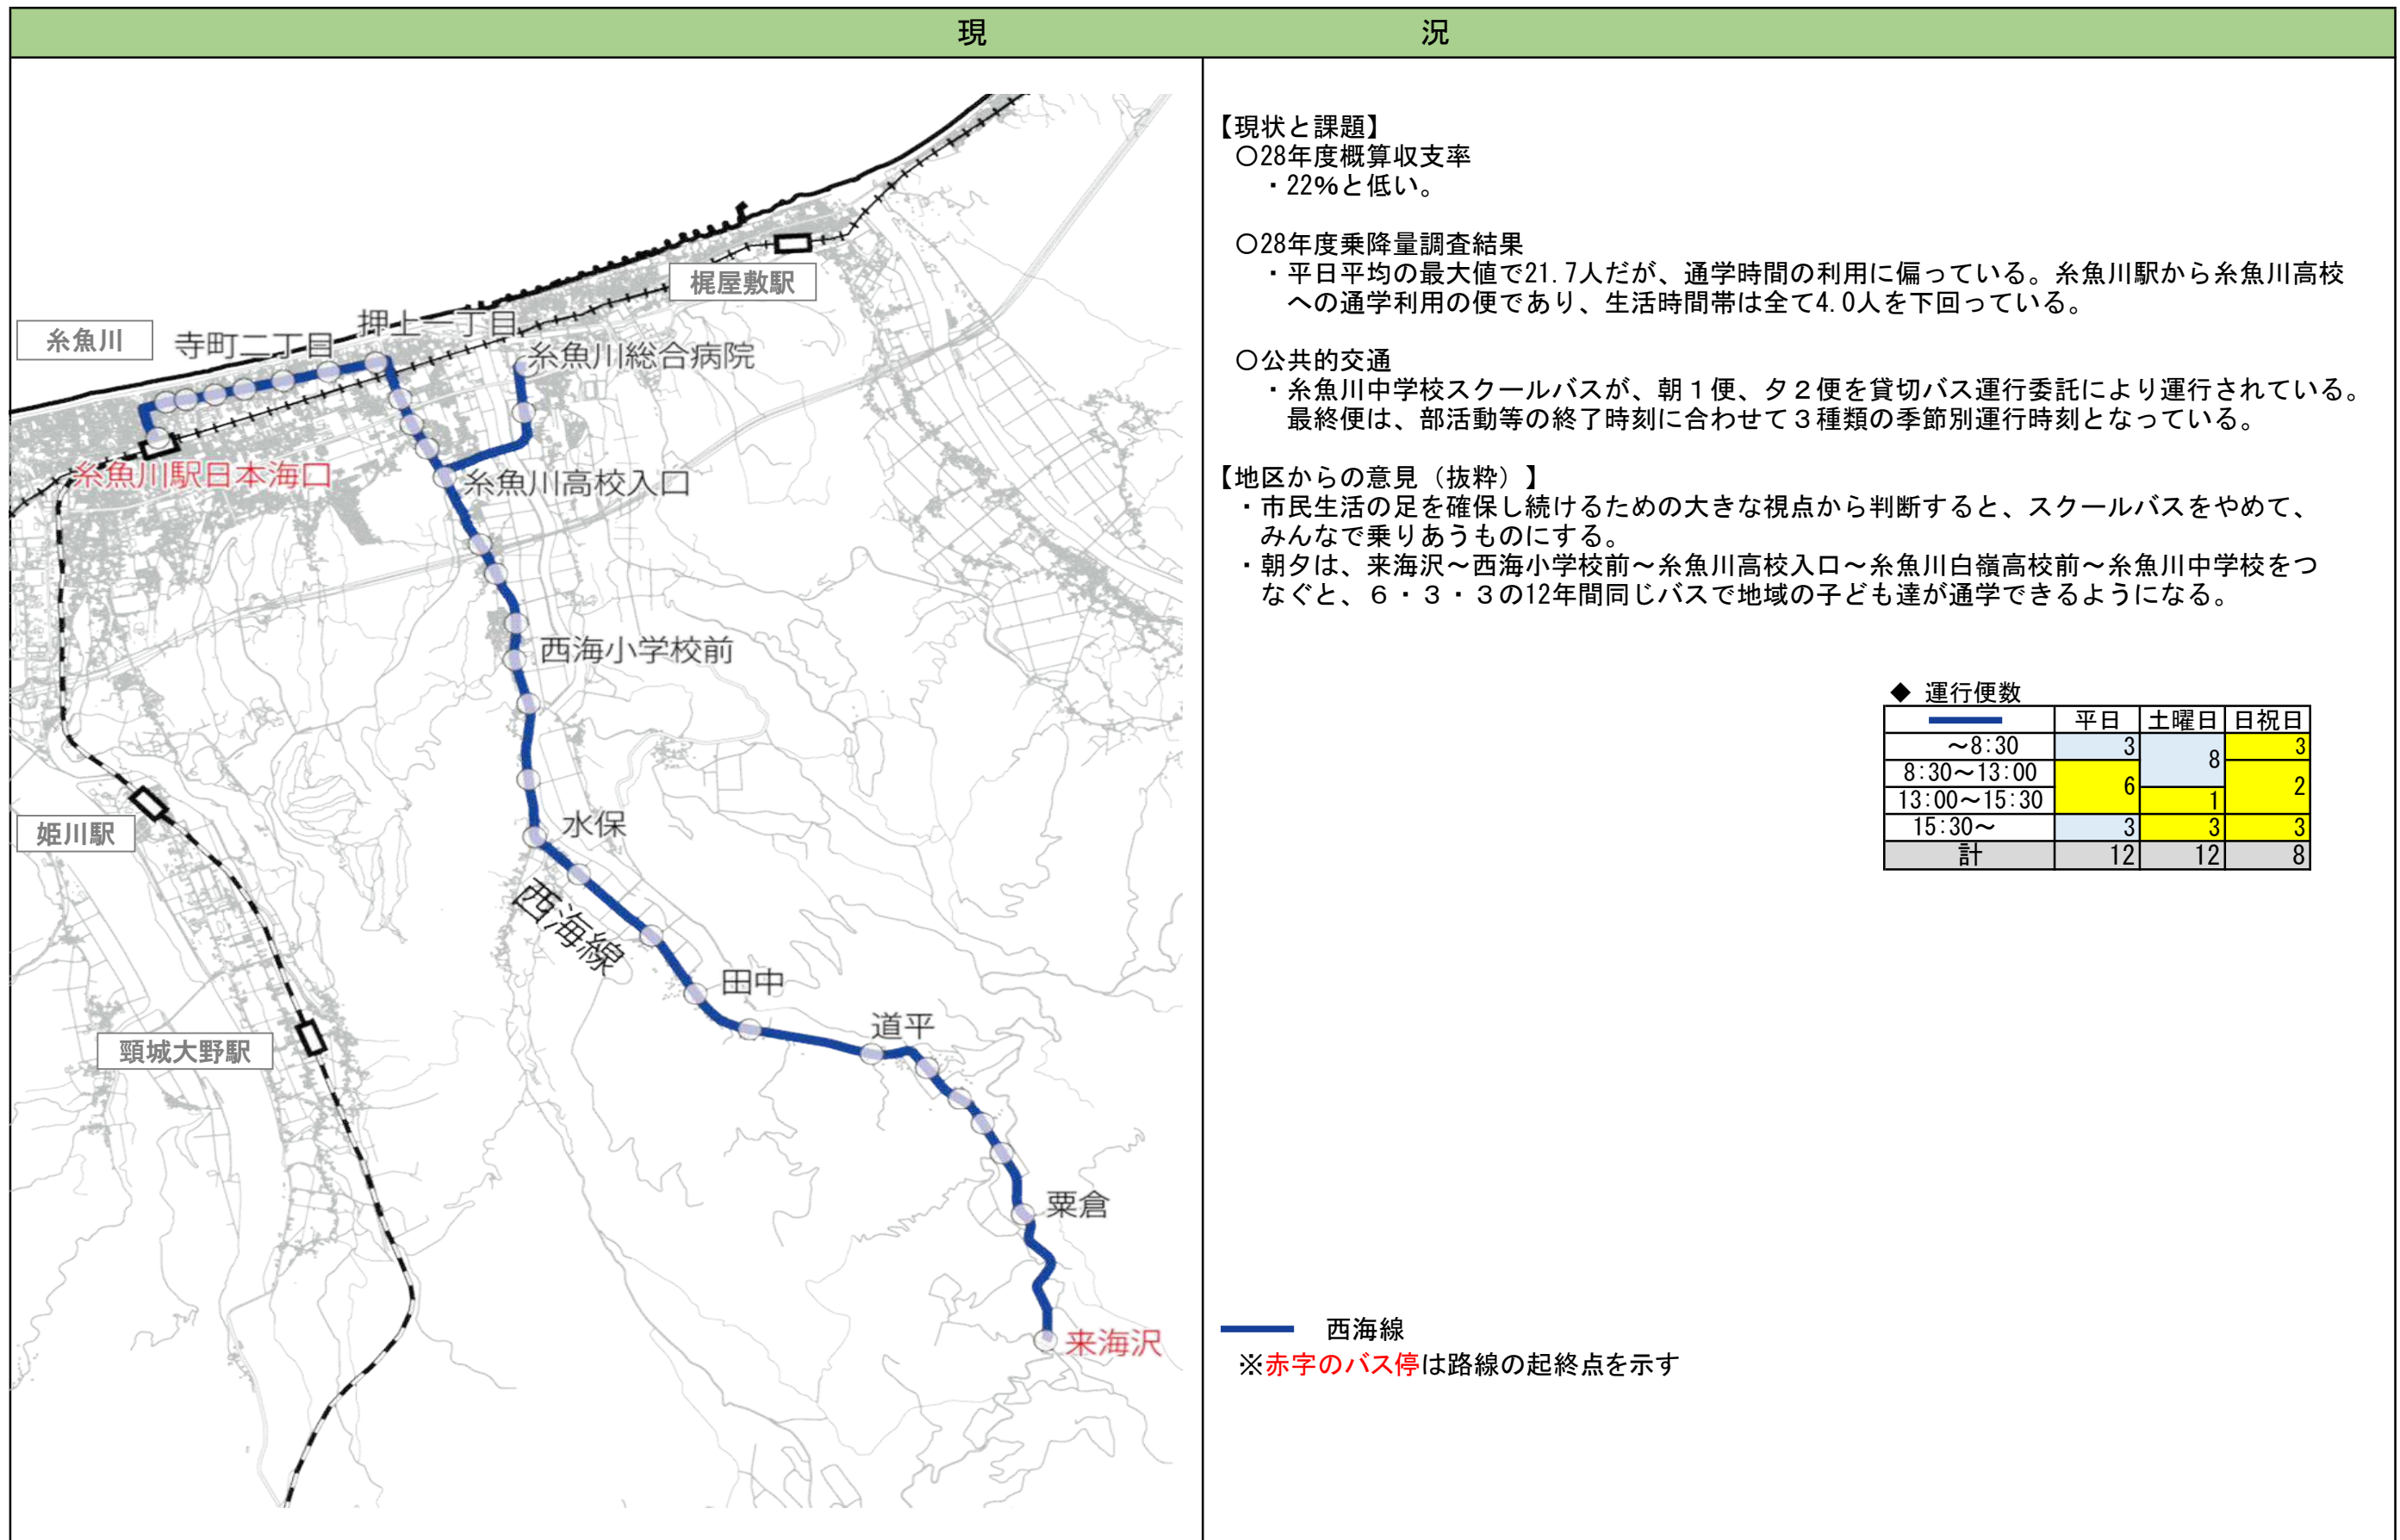 現 況
糸魚川
寺町二丁目
押上一丁目
梶屋敷駅
糸魚川総合病院
糸魚川駅日本海口
糸魚川高校入口
西海小学校前
水保
姫川駅
西海線
田中
道平
頸城大野駅
粟倉
来海沢
【現状と課題】
○28年度概算収支率
・22%と低い。
○28年度乗降量調査結果
・平日平均の最大値で21.7人だが、通学時間の利用に偏っている。糸魚川駅から糸魚川高校
への通学利用の便であり、生活時間帯は全て4.0人を下回っている。
○公共的交通
・糸魚川中学校スクールバスが、朝1便、夕2便を貸切バス運行委託により運行されている。
最終便は、部活動等の終了時刻に合わせて3種類の季節別運行時刻となっている。
【地区からの意見（抜粋）】
・市民生活の足を確保し続けるための大きな視点から判断すると、スクールバスをやめて、
みんなで乗りあうものにする。
・朝夕は、来海沢～西海小学校前～糸魚川高校入口～糸魚川白嶺高校前～糸魚川中学校をつ
なぐと、6・3・3の12年間同じバスで地域の子ども達が通学できるようになる。
◆ 運行便数
平日 土曜日 日祝日
～8:30 3 8 3
8:30～13:00 6 2
13:00～15:30 1
15:30～ 3 3 3
計 12 12 8
西海線
※赤字のバス停は路線の起終点を示す